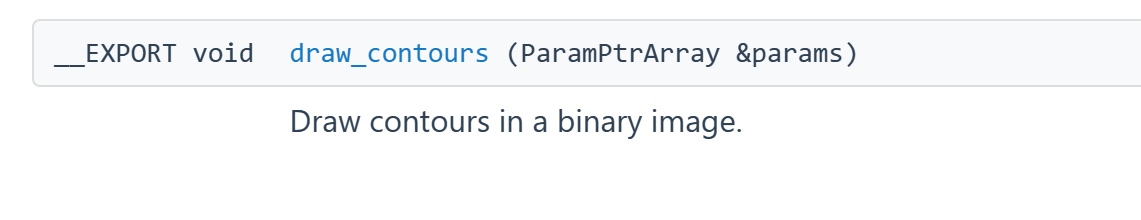 __EXPORT void draw_contours (ParamPtrArray &params)
Draw contours in a binary image.